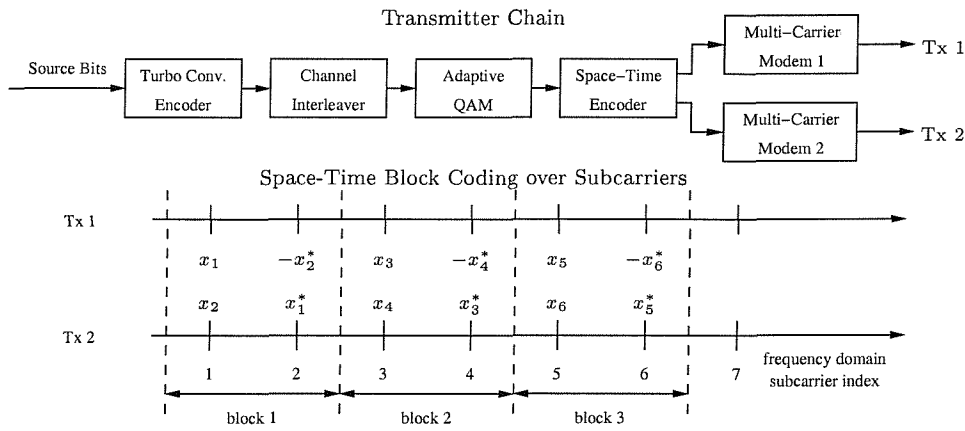 Transmitter Chain
Source Bits
Turbo Conv.
Encoder
Channel
Interleaver
Adaptive
QAM
Space–Time
Encoder
Multi–Carrier
Modem 1
Tx 1
Multi–Carrier
Modem 2
Tx 2
Space-Time Block Coding over Subcarriers
Tx 1
x₁ −x₂* x₃ −x₄* x₅ −x₆*
x₂ x₁* x₄ x₃* x₆ x₅*
Tx 2
1 2 3 4 5 6 7
frequency domain
subcarrier index
block 1 block 2 block 3